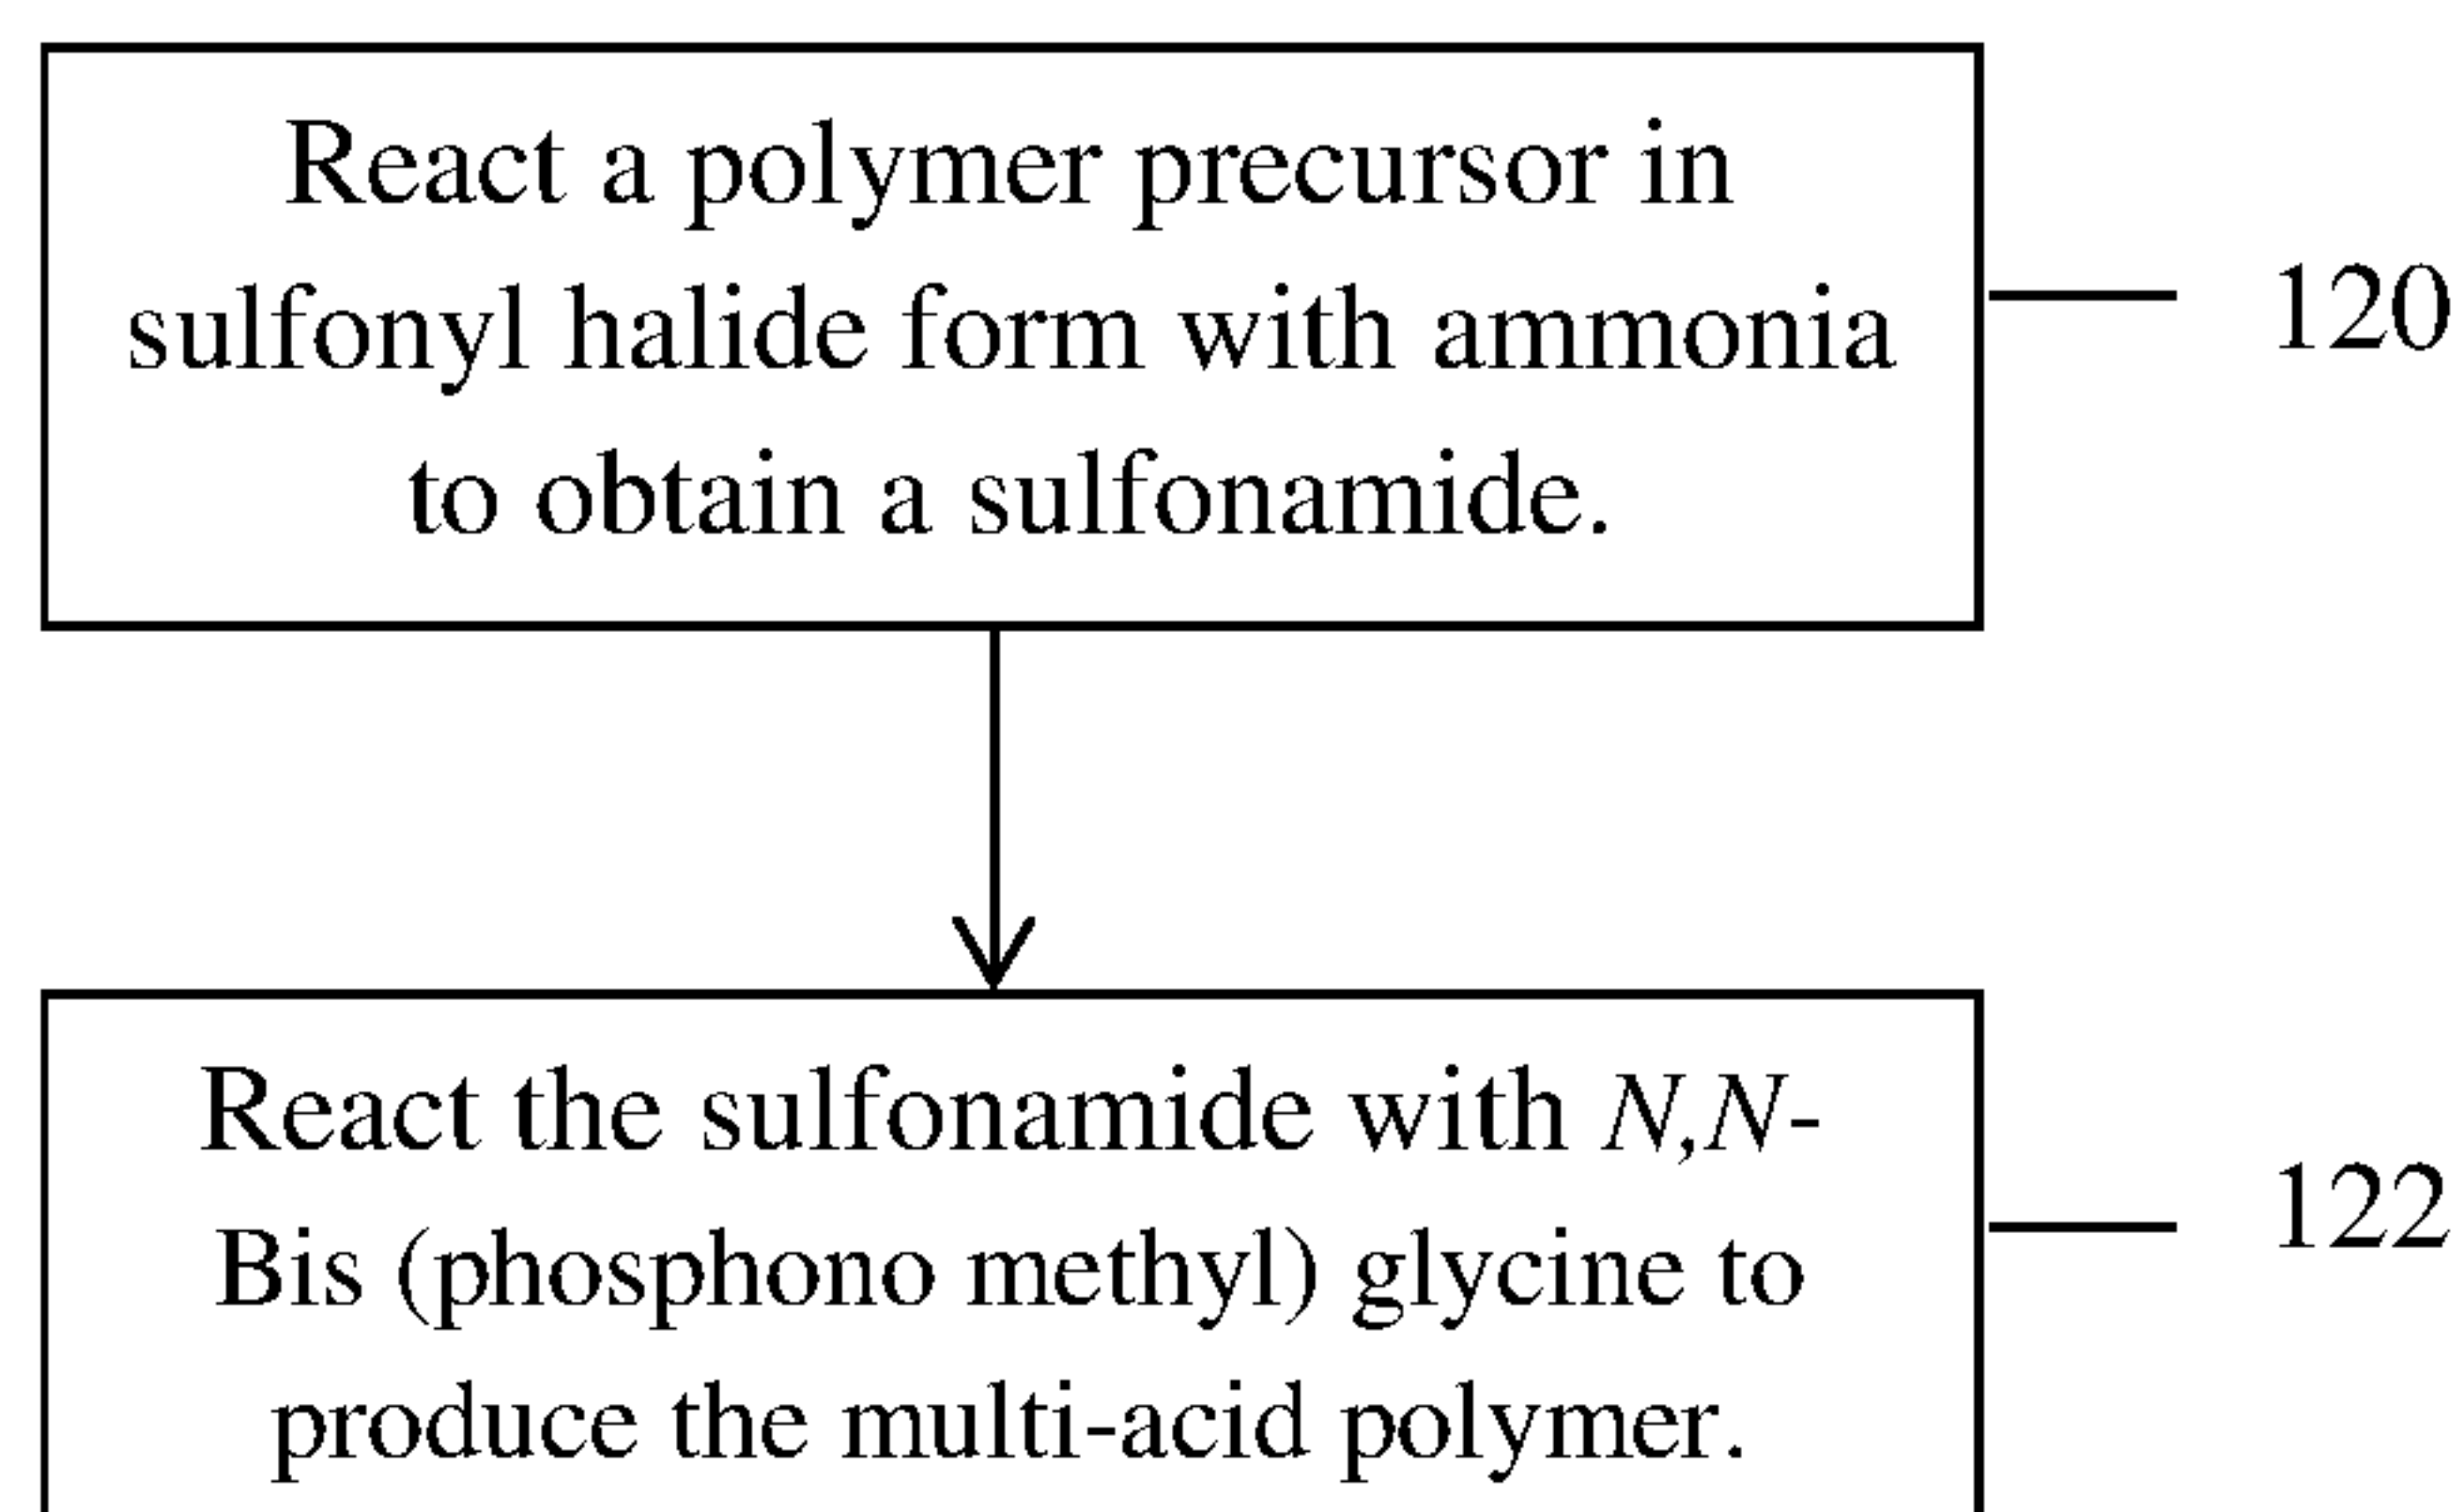 React a polymer precursor in
sulfonyl halide form with ammonia
to obtain a sulfonamide.
120
React the sulfonamide with N,N-
Bis (phosphono methyl) glycine to
produce the multi-acid polymer.
122